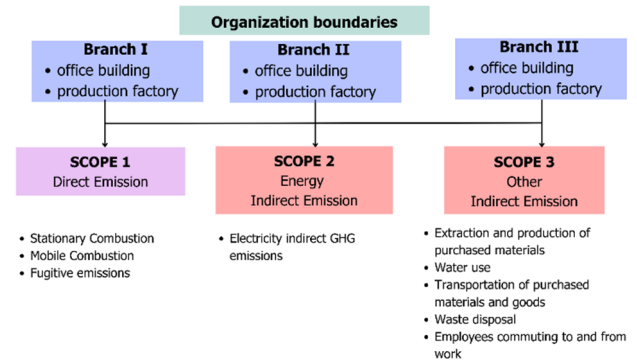 Organization boundaries
Branch I
• office building
• production factory
Branch II
• office building
• production factory
Branch III
• office building
• production factory
SCOPE 1
Direct Emission
SCOPE 2
Energy
Indirect Emission
SCOPE 3
Other
Indirect Emission
• Stationary Combustion
• Mobile Combustion
• Fugitive emissions
• Electricity indirect GHG
emissions
• Extraction and production of
purchased materials
• Water use
• Transportation of purchased
materials and goods
• Waste disposal
• Employees commuting to and from
work